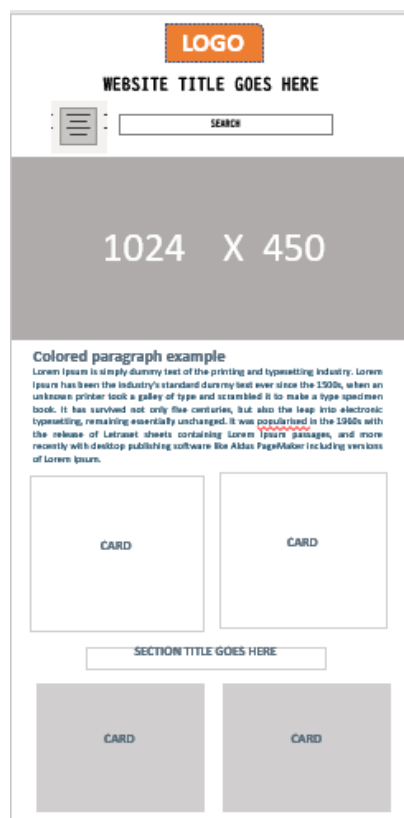 LOGO
WEBSITE TITLE GOES HERE
SEARCH
1024 X 450
Colored paragraph example
Lorem Ipsum is simply dummy text of the printing and typesetting industry. Lorem
Ipsum has been the industry's standard dummy text ever since the 1500s, when an
unknown printer took a galley of type and scrambled it to make a type specimen
book. It has survived not only five centuries, but also the leap into electronic
typesetting, remaining essentially unchanged. It was popularised in the 1960s with
the release of Letraset sheets containing Lorem Ipsum passages, and more
recently with desktop publishing software like Aldus PageMaker including versions
of Lorem Ipsum.
CARD
CARD
SECTION TITLE GOES HERE
CARD
CARD